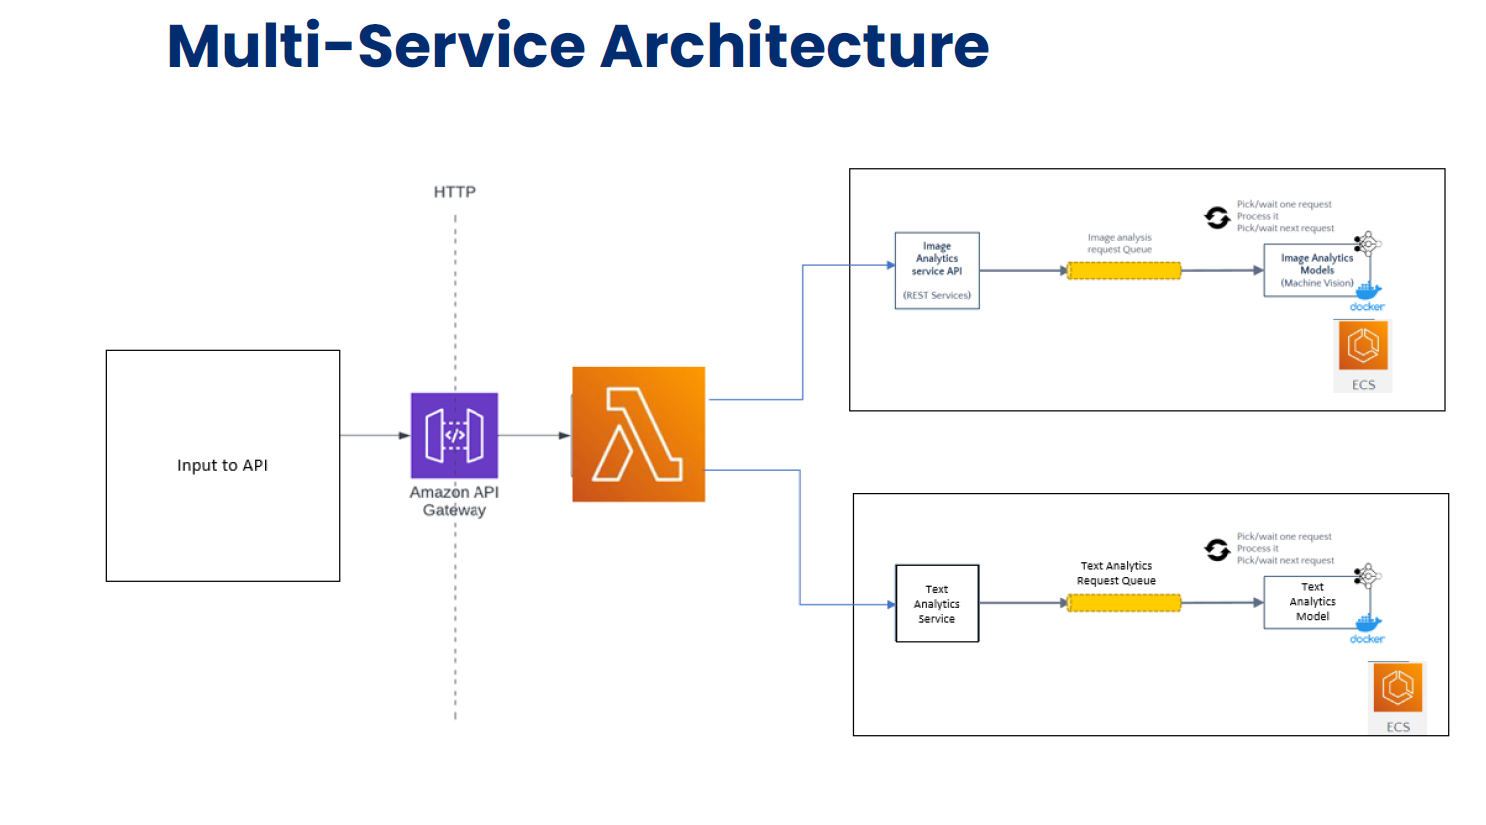 Multi-Service Architecture
HTTP
Input to API
Amazon API
Gateway
Image
Analytics
service API
(REST Services)
Image analysis
request Queue
Pick/wait one request
Process it
Pick/wait next request
Image Analytics
Models
(Machine Vision)
docker
ECS
Text
Analytics
Service
Text Analytics
Request Queue
Pick/wait one request
Process it
Pick/wait next request
Text
Analytics
Model
docker
ECS